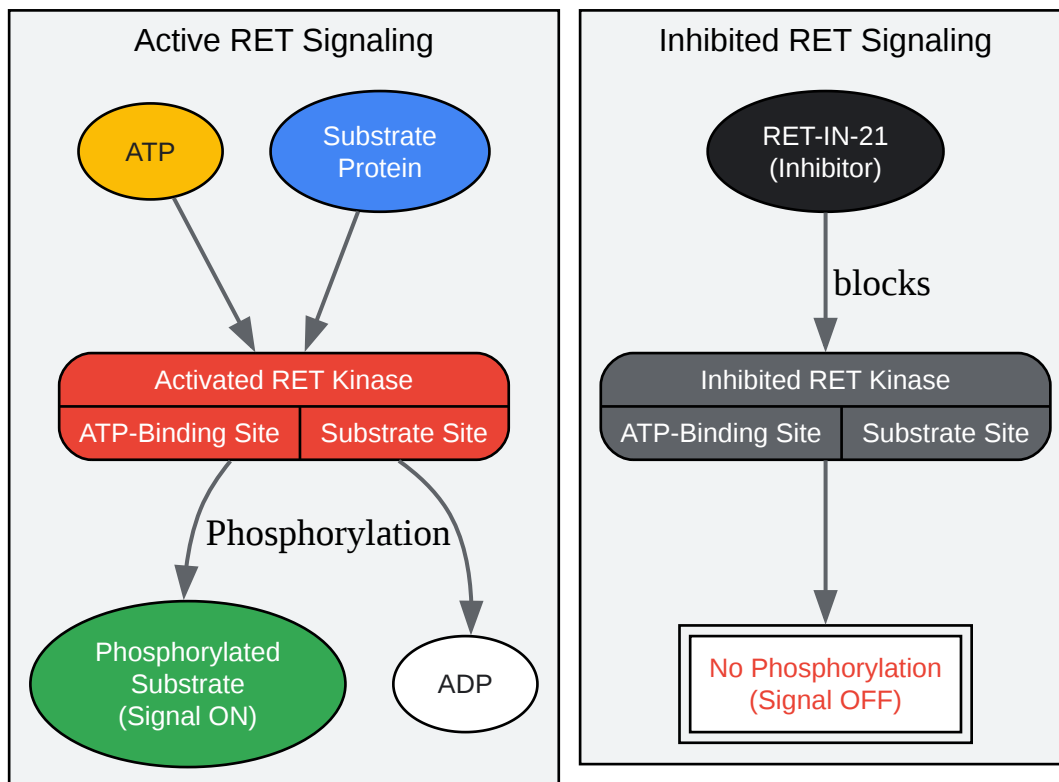 Active RET Signaling
ATP
Substrate
Protein
Activated RET Kinase
ATP-Binding Site
Substrate Site
Phosphorylation
Phosphorylated
Substrate
(Signal ON)
ADP
Inhibited RET Signaling
RET-IN-21
(Inhibitor)
blocks
Inhibited RET Kinase
ATP-Binding Site
Substrate Site
No Phosphorylation
(Signal OFF)